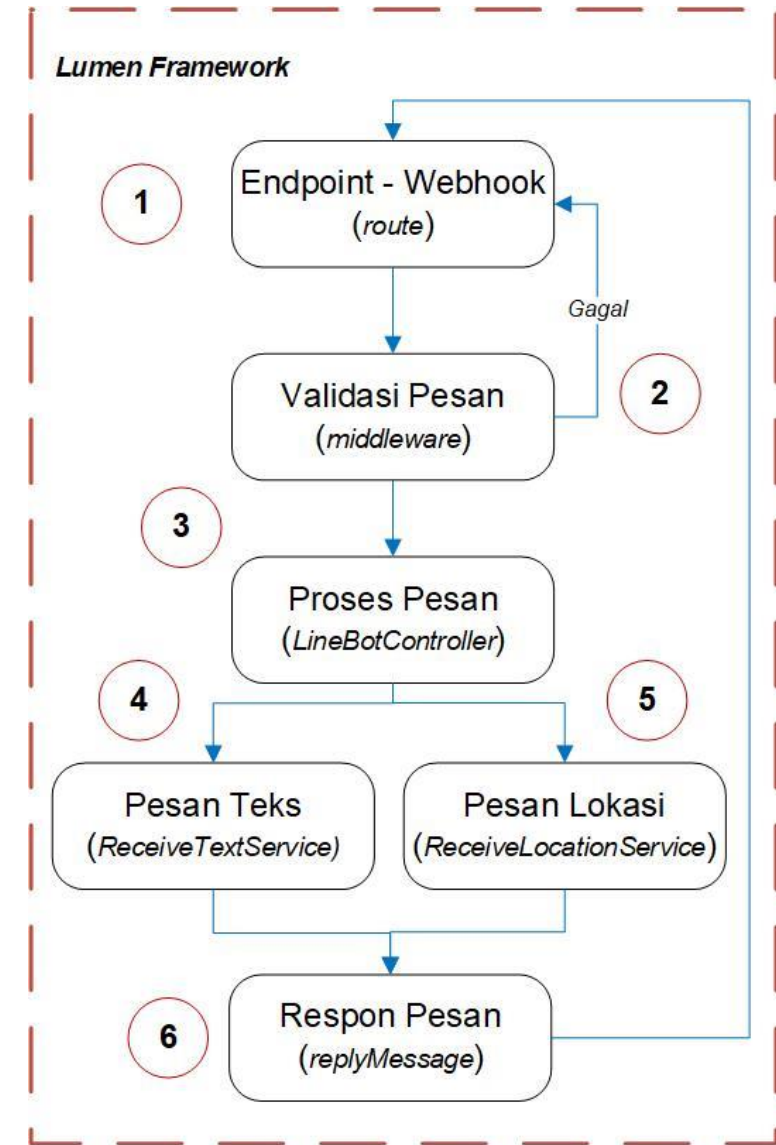 Lumen Framework
1
Endpoint - Webhook
(route)
Gagal
Validasi Pesan
(middleware)
2
3
Proses Pesan
(LineBotController)
4
5
Pesan Teks
(ReceiveTextService)
Pesan Lokasi
(ReceiveLocationService)
6
Respon Pesan
(replyMessage)